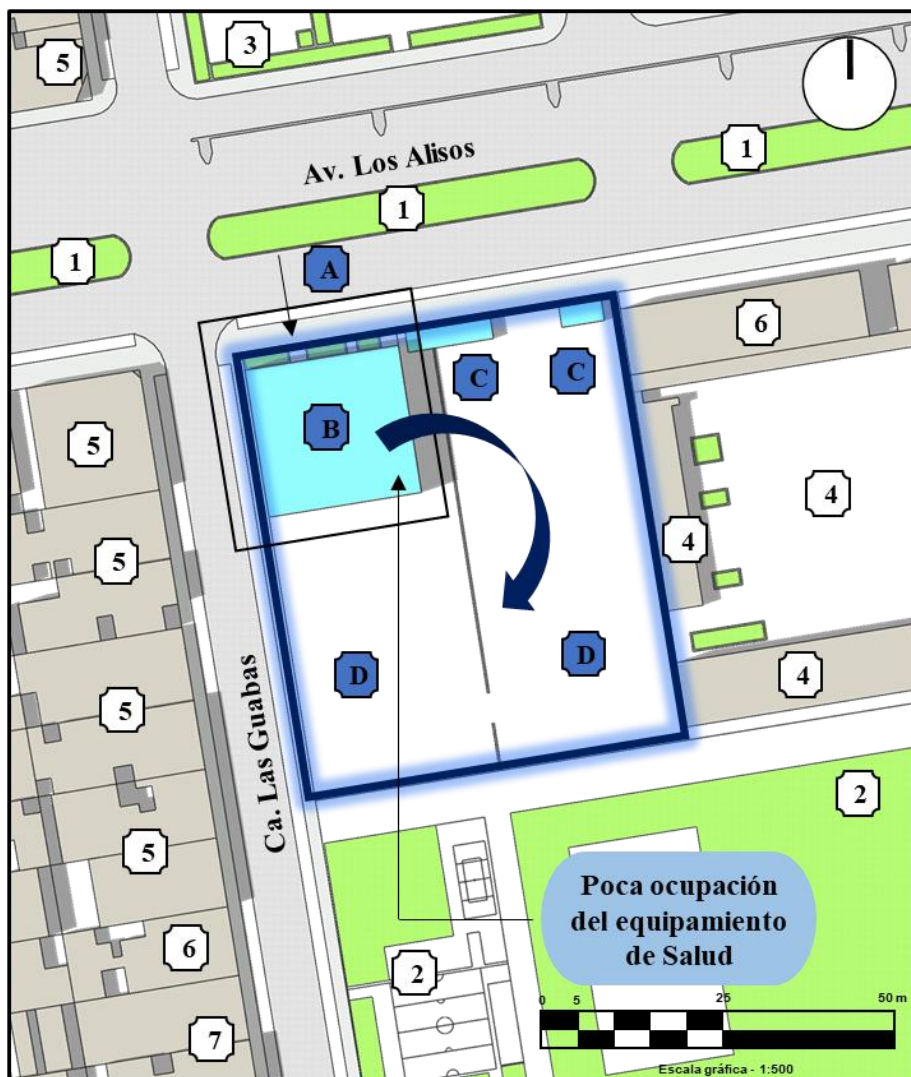 5
3
1
Av. Los Alisos
1
1
A
6
C
C
B
5
4
5
4
D
D
4
5
Ca. Las Guabas
2
5
Poca ocupación
del equipamiento
de Salud
6
2
0 5 25 50 m
7
Escala gráfica - 1:500